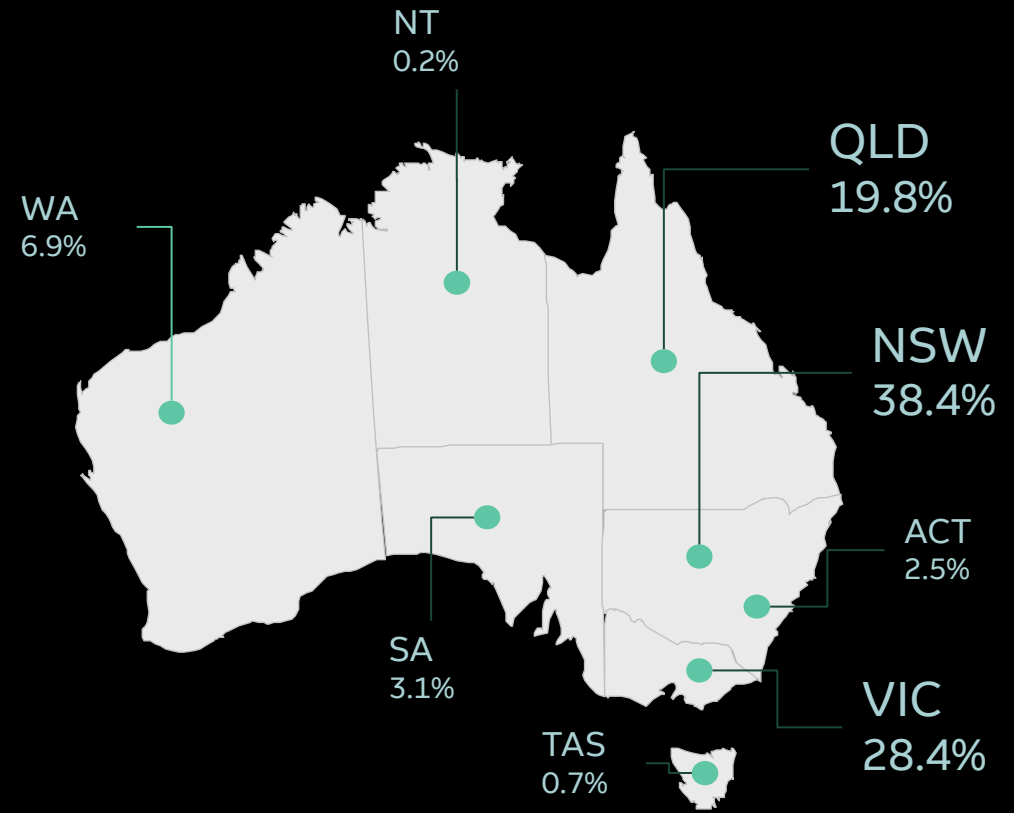 NT
0.2%
QLD
19.8%
WA
6.9%
NSW
38.4%
ACT
2.5%
SA
3.1%
VIC
28.4%
TAS
0.7%